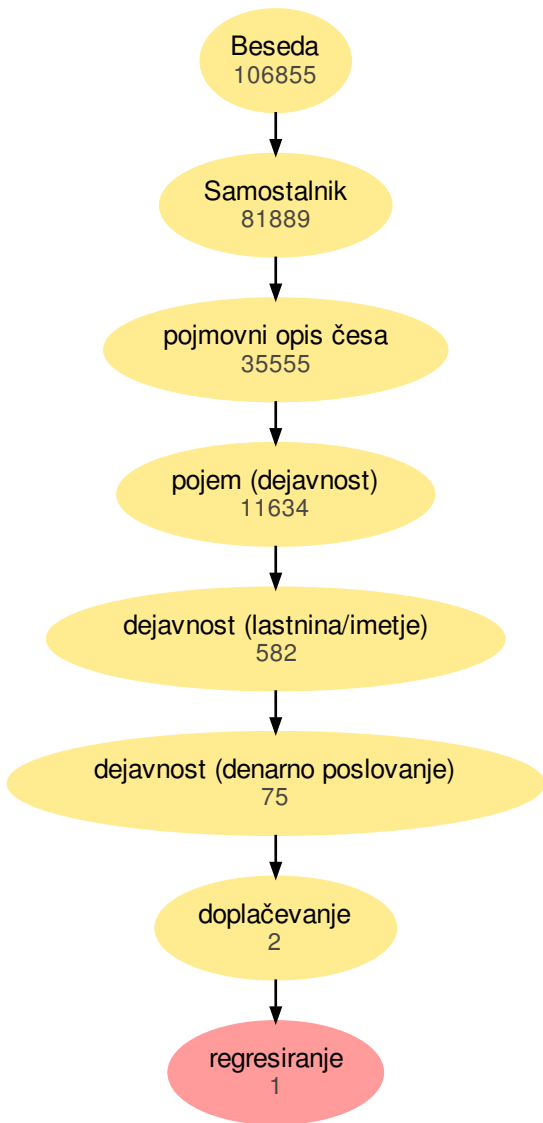 Beseda
106855
Samostalnik
81889
pojmovni opis česa
35555
pojem (dejavnost)
11634
dejavnost (lastnina/imetje)
582
dejavnost (denarno poslovanje)
75
doplačevanje
2
regresiranje
1